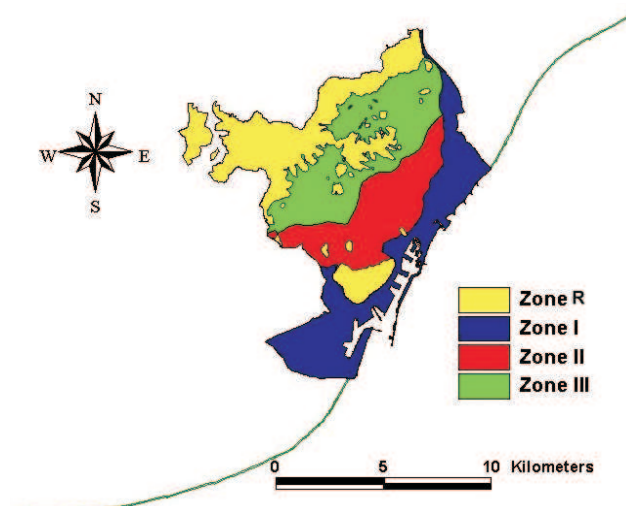 N
W E
S
Zone R
Zone I
Zone II
Zone III
0 5 10 Kilometers